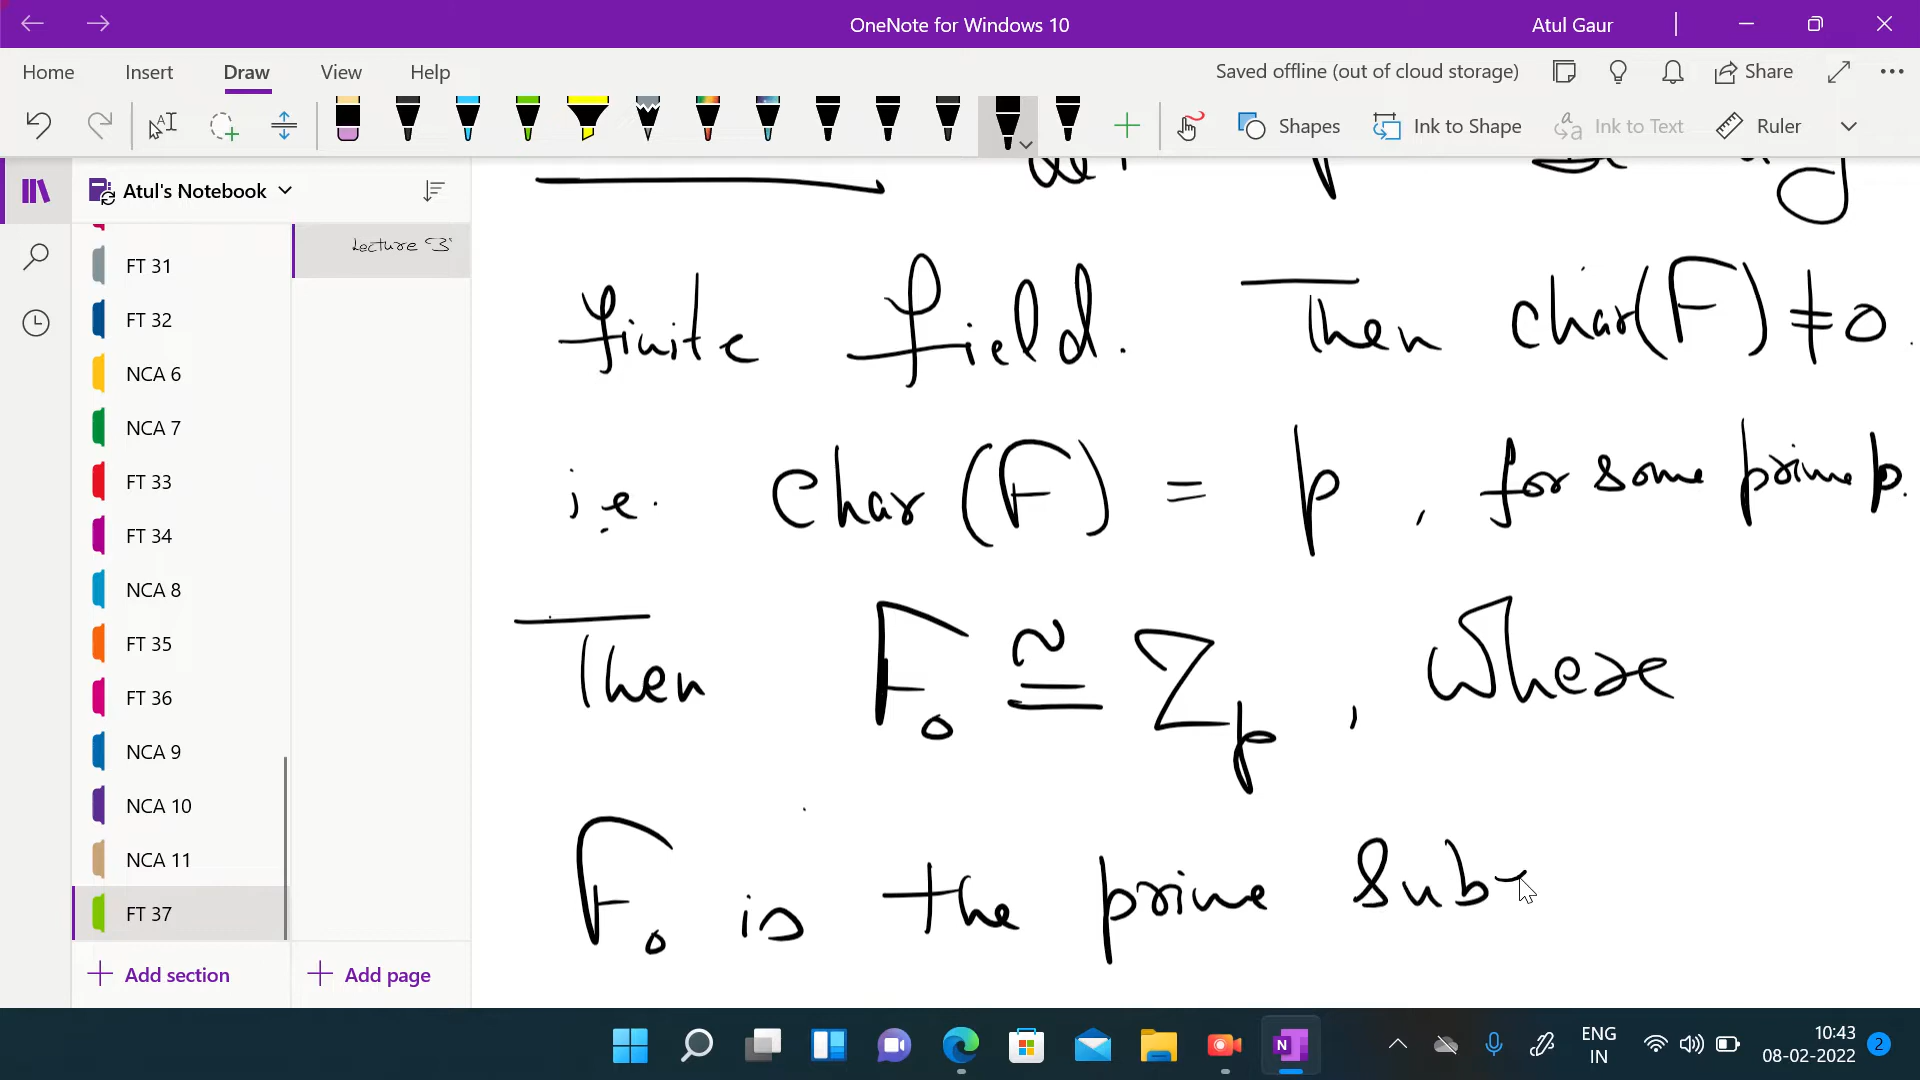 OneNote for Windows 10
Atul Gaur
Home Insert Draw View Help
Saved offline (out of cloud storage)
Share
Shapes
Ink to Shape
Ink to Text
Ruler
Atul's Notebook
FT 31
FT 32
NCA 6
NCA 7
FT 33
FT 34
NCA 8
FT 35
FT 36
NCA 9
NCA 10
NCA 11
FT 37
Add section
Lecture
Add page
finite field. Then char(F) ≠ 0.
i.e. char (F) = p, for some prime p.
Then F₀ ≅ Zₚ, where
F₀ is the prime sub-
ENG
IN
10:43
08-02-2022
2